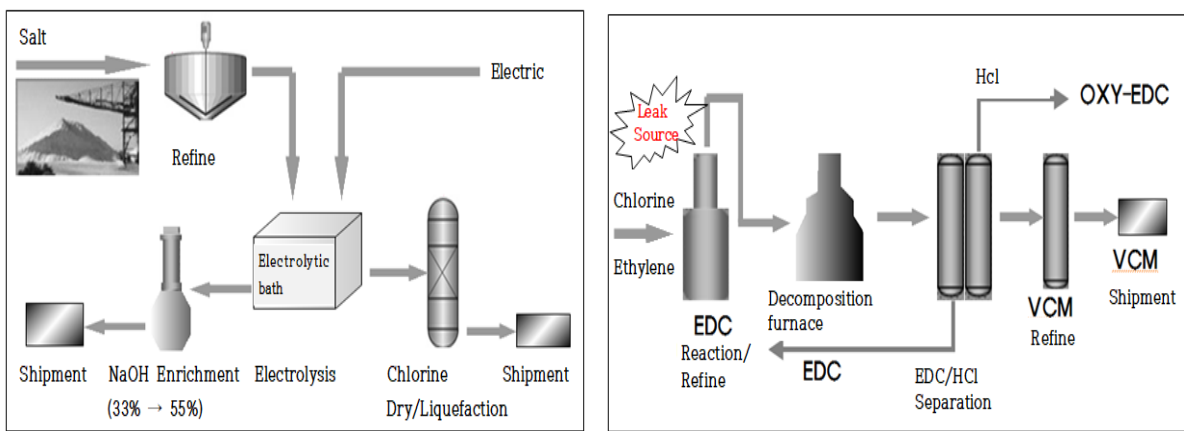 Salt
Electric
Refine
Electrolytic
bath
Shipment
NaOH Enrichment
(33% → 55%)
Electrolysis
Chlorine
Dry/Liquefaction
Shipment
Leak
Source
Hcl
OXY-EDC
Chlorine
Ethylene
EDC
Reaction/
Refine
Decomposition
furnace
EDC
EDC/HCl
Separation
VCM
Refine
VCM
Shipment